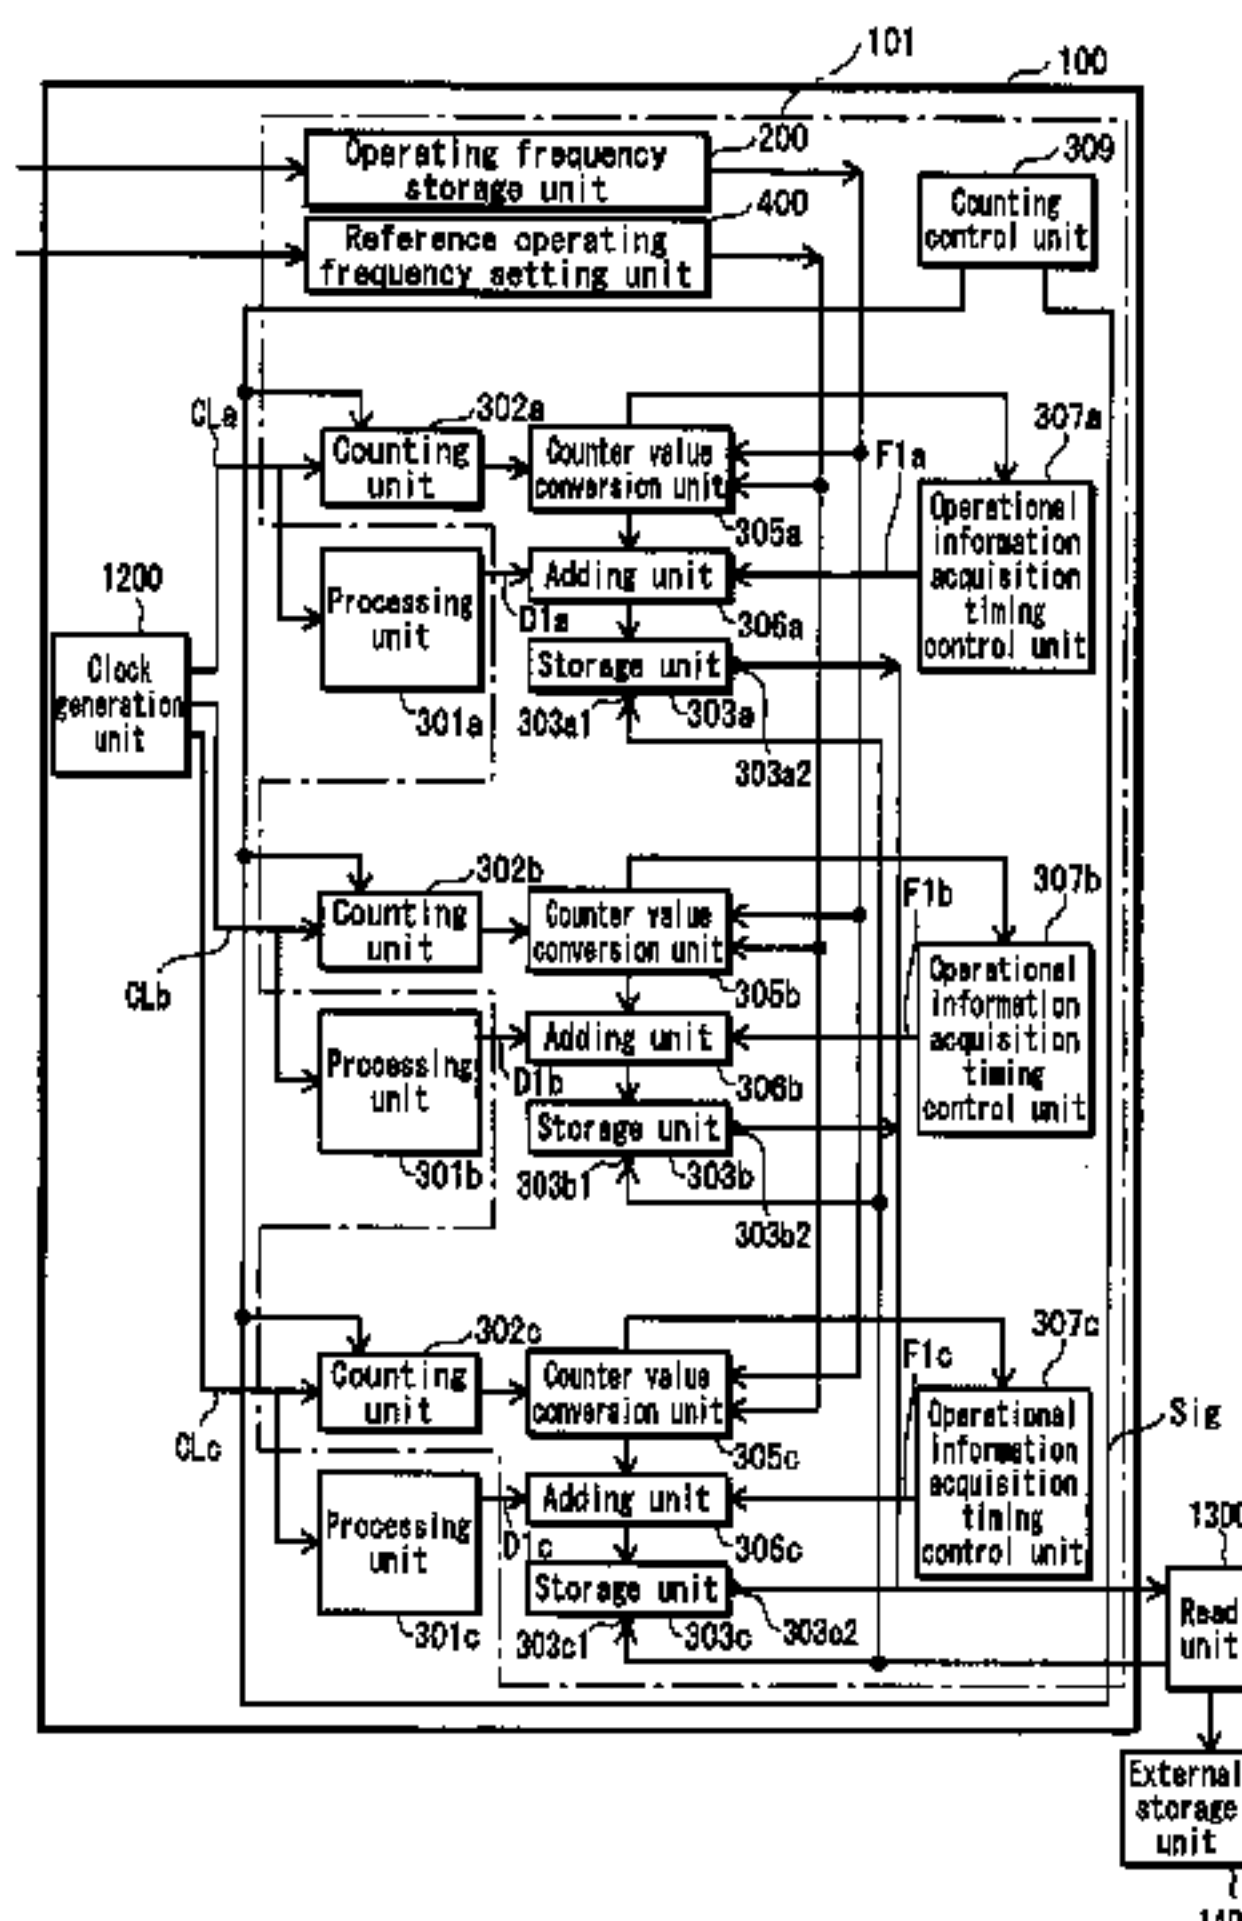 101
100
Operating frequency
storage unit
200
309
Counting
control unit
400
Reference operating
frequency setting unit
CLa
302a
Counting
unit
Counter value
conversion unit
305a
F1a
307a
Operational
information
acquisition
timing
control unit
1200
Clock
generation
unit
Processing
unit
301a
D1a
Adding unit
306a
Storage unit
303a1
303a
303a2
302b
Counting
unit
Counter value
conversion unit
305b
F1b
307b
Operational
information
acquisition
timing
control unit
CLb
Processing
unit
301b
D1b
Adding unit
306b
Storage unit
303b1
303b
303b2
302c
Counting
unit
Counter value
conversion unit
305c
F1c
307c
Operational
information
acquisition
timing
control unit
Sig
CLc
Processing
unit
301c
D1c
Adding unit
306c
Storage unit
303c1
303c
303c2
1300
Read
unit
External
storage
unit